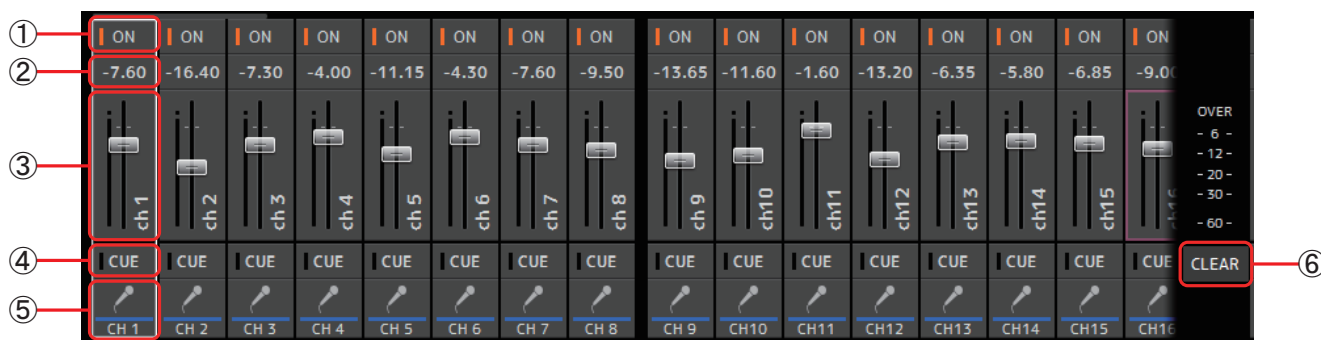 ① ON ON ON ON ON ON ON ON ON ON ON ON ON ON ON ON
② -7.60 -16.40 -7.30 -4.00 -11.15 -4.30 -7.60 -9.50 -13.65 -11.60 -1.60 -13.20 -6.35 -5.80 -6.85 -9.00
OVER
- 6 -
- 12 -
- 20 -
- 30 -
- 60 -
③ ch 1 ch 2 ch 3 ch 4 ch 5 ch 6 ch 7 ch 8 ch 9 ch10 ch11 ch12 ch13 ch14 ch15 ch16
④ CUE CUE CUE CUE CUE CUE CUE CUE CUE CUE CUE CUE CUE CUE CUE CUE CLEAR ⑥
⑤ CH 1 CH 2 CH 3 CH 4 CH 5 CH 6 CH 7 CH 8 CH 9 CH10 CH11 CH12 CH13 CH14 CH15 CH16